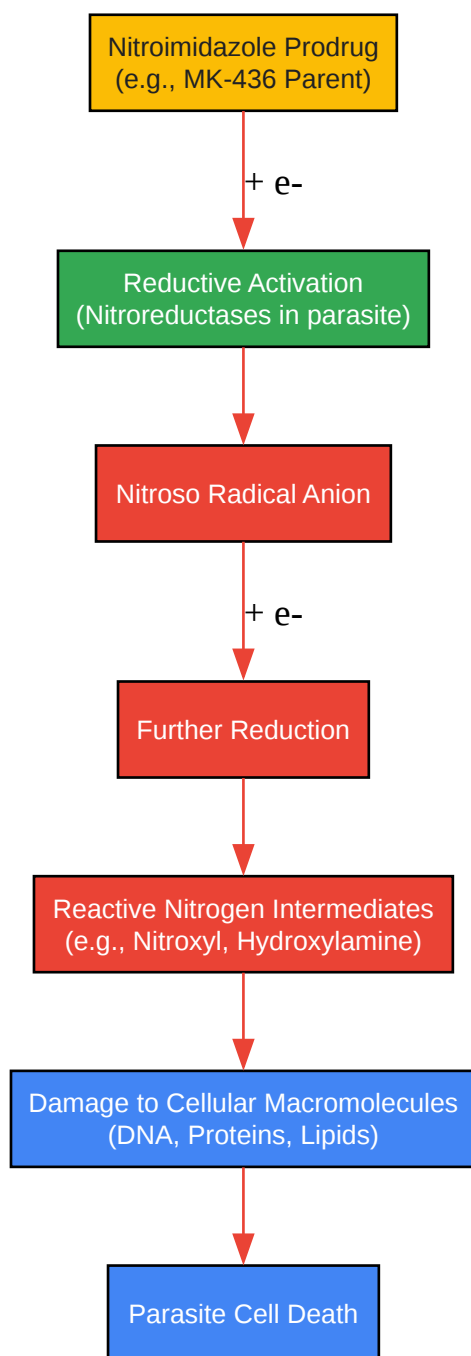 Nitroimidazole Prodrug
(e.g., MK-436 Parent)
+ e-
Reductive Activation
(Nitroreductases in parasite)
Nitroso Radical Anion
+ e-
Further Reduction
Reactive Nitrogen Intermediates
(e.g., Nitroxyl, Hydroxylamine)
Damage to Cellular Macromolecules
(DNA, Proteins, Lipids)
Parasite Cell Death